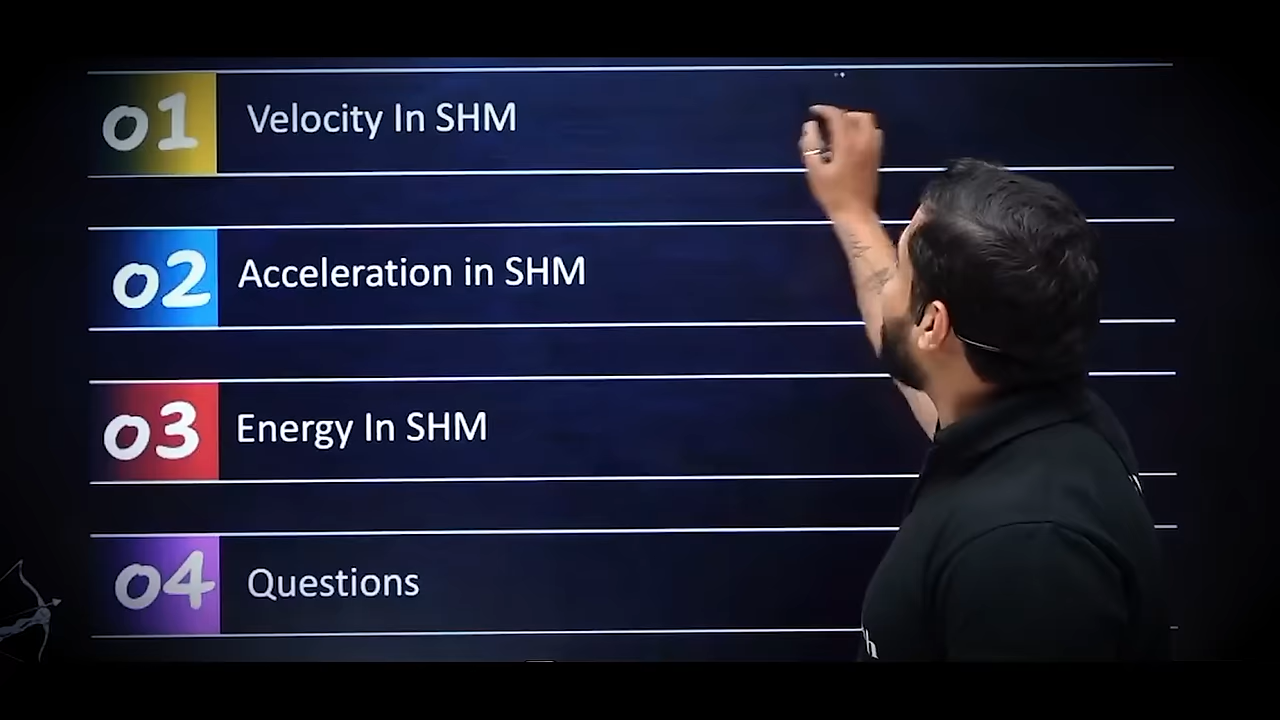 01 Velocity In SHM
02 Acceleration in SHM
03 Energy In SHM
04 Questions